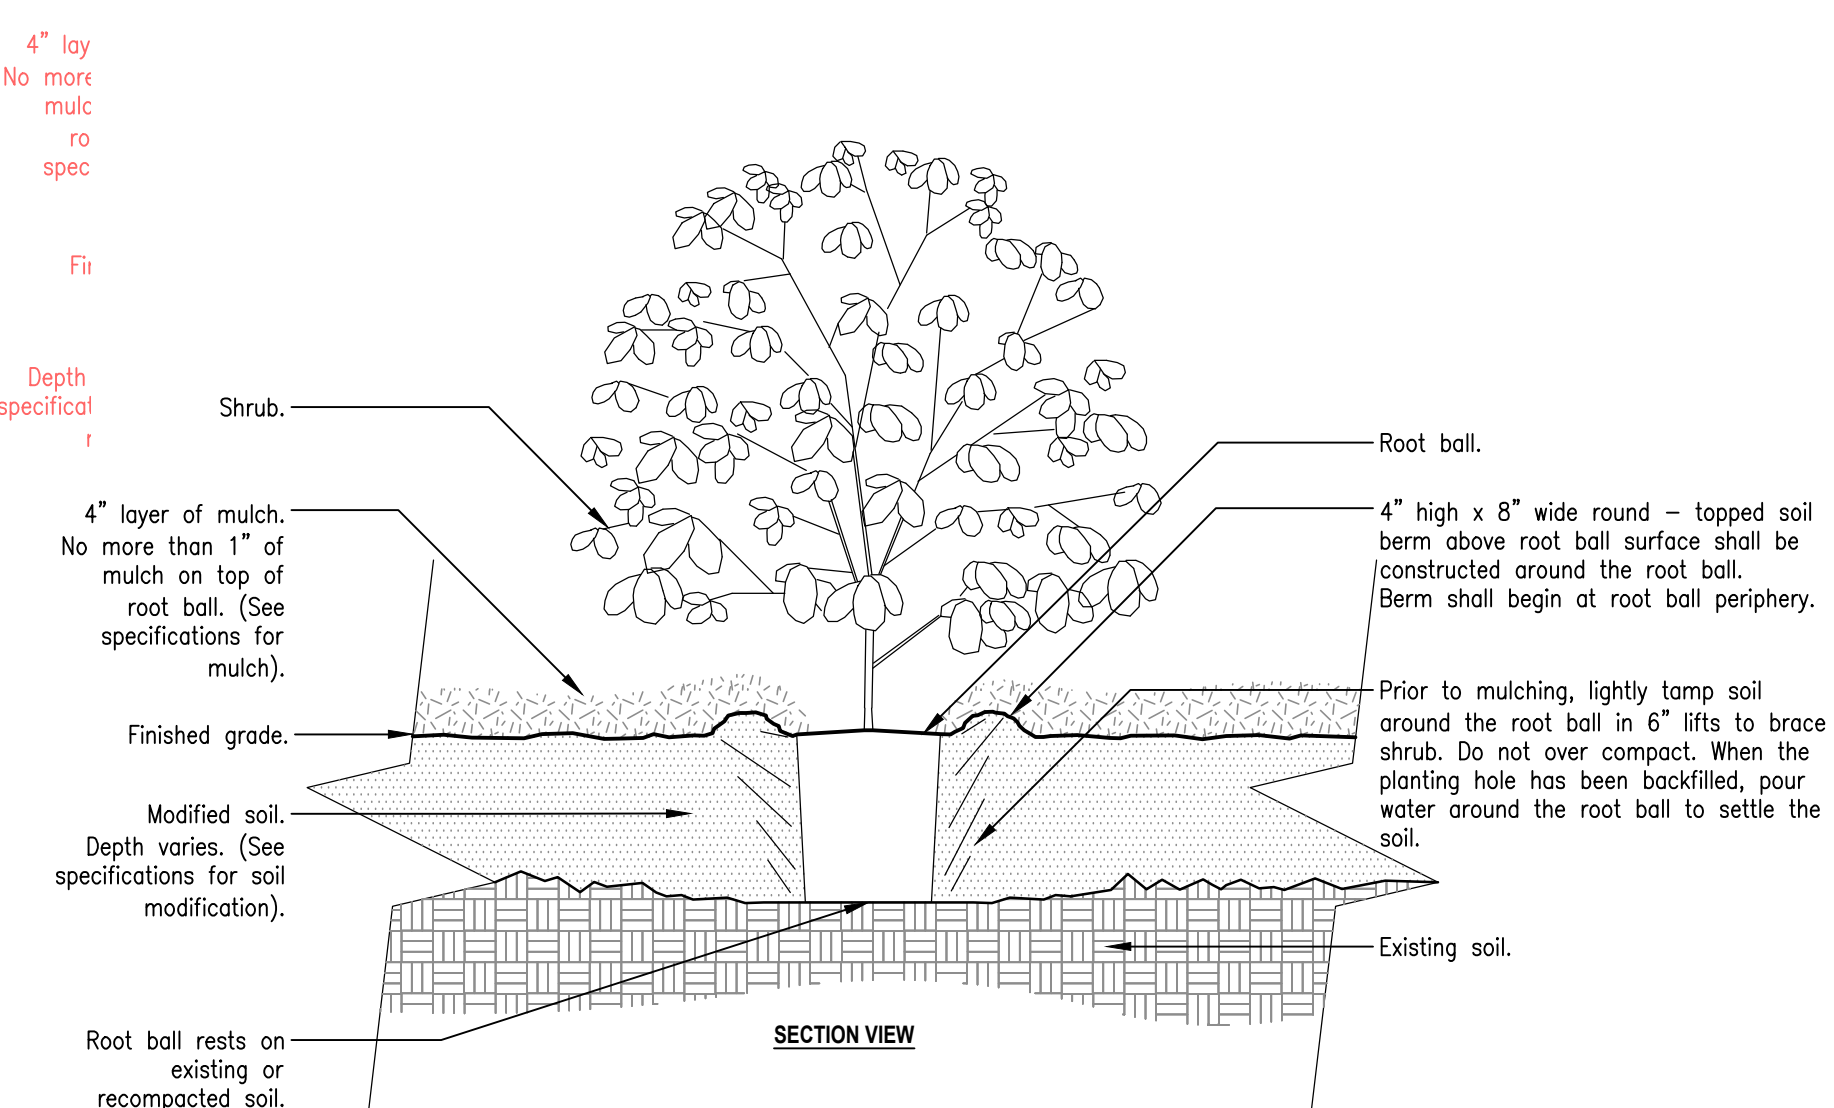 4” lay
No more
mulc
ro
spec
Fir
Depth
specificat
r
Shrub.
4” layer of mulch.
No more than 1” of
mulch on top of
root ball. (See
specifications for
mulch).
Finished grade.
Modified soil.
Depth varies. (See
specifications for soil
modification).
Root ball rests on
existing or
recompacted soil.
Root ball.
4” high x 8” wide round – topped soil
berm above root ball surface shall be
constructed around the root ball.
Berm shall begin at root ball periphery.
Prior to mulching, lightly tamp soil
around the root ball in 6” lifts to brace
shrub. Do not over compact. When the
planting hole has been backfilled, pour
water around the root ball to settle the
soil.
Existing soil.
SECTION VIEW